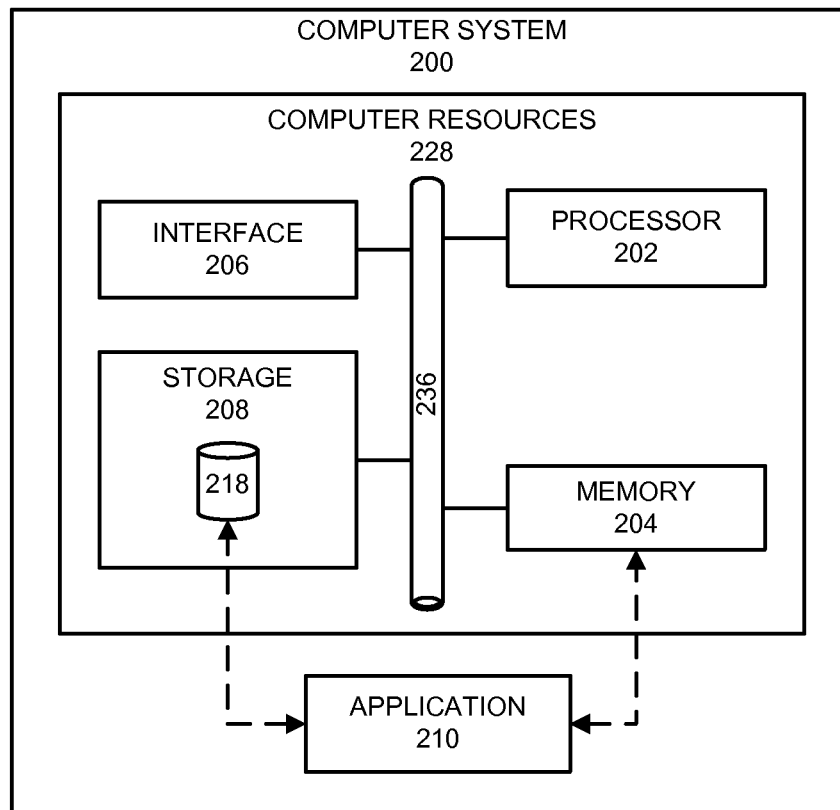 COMPUTER SYSTEM
200
COMPUTER RESOURCES
228
INTERFACE
206
PROCESSOR
202
STORAGE
208
218
236
MEMORY
204
APPLICATION
210